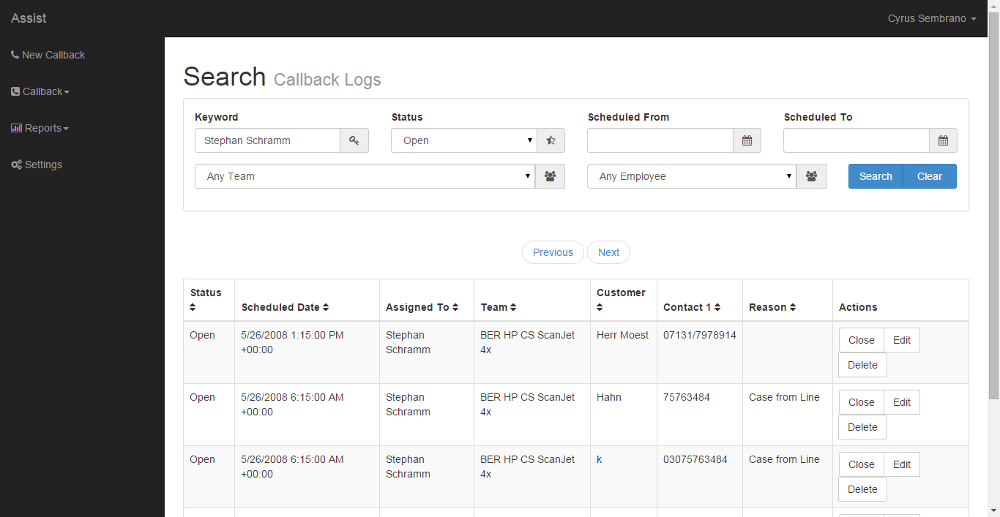 Assist
Cyrus Sembrano
New Callback
Callback
Reports
Settings
Search Callback Logs
Keyword Status Scheduled From Scheduled To
Stephan Schramm Open
Any Team Any Employee Search Clear
Previous Next
Status Scheduled Date Assigned To Team Customer Contact 1 Reason Actions
Open 5/26/2008 1:15:00 PM Stephan BER HP CS ScanJet Herr Moest 07131/7978914 Close Edit
+00:00 Schramm 4x Delete
Open 5/26/2008 6:15:00 AM Stephan BER HP CS ScanJet Hahn 75763484 Case from Line Close Edit
+00:00 Schramm 4x Delete
Open 5/26/2008 6:15:00 AM Stephan BER HP CS ScanJet k 03075763484 Case from Line Close Edit
+00:00 Schramm 4x Delete